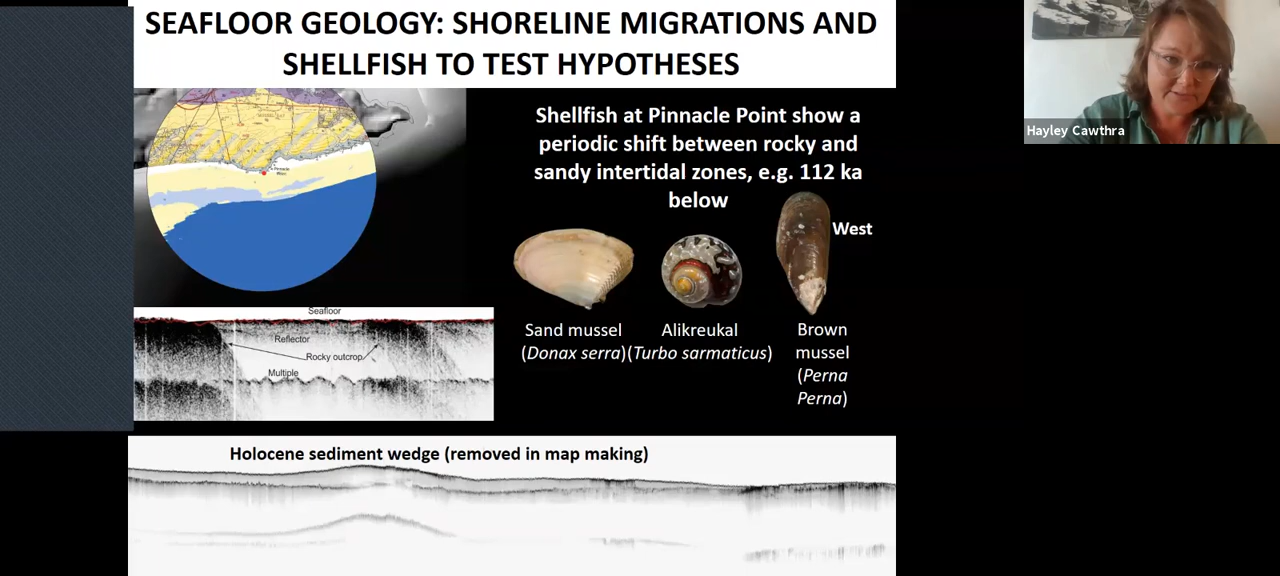 SEAFLOOR GEOLOGY: SHORELINE MIGRATIONS AND
SHELLFISH TO TEST HYPOTHESES
Hayley Cawthra
Shellfish at Pinnacle Point show a
periodic shift between rocky and
sandy intertidal zones, e.g. 112 ka
below
Pinnacle
West
Sand mussel
(Donax serra)
Alikreukal
(Turbo sarmaticus)
Brown
mussel
(Perna
Perna)
Seafloor
Reflector
Rocky outcrop
Multiple
Holocene sediment wedge (removed in map making)